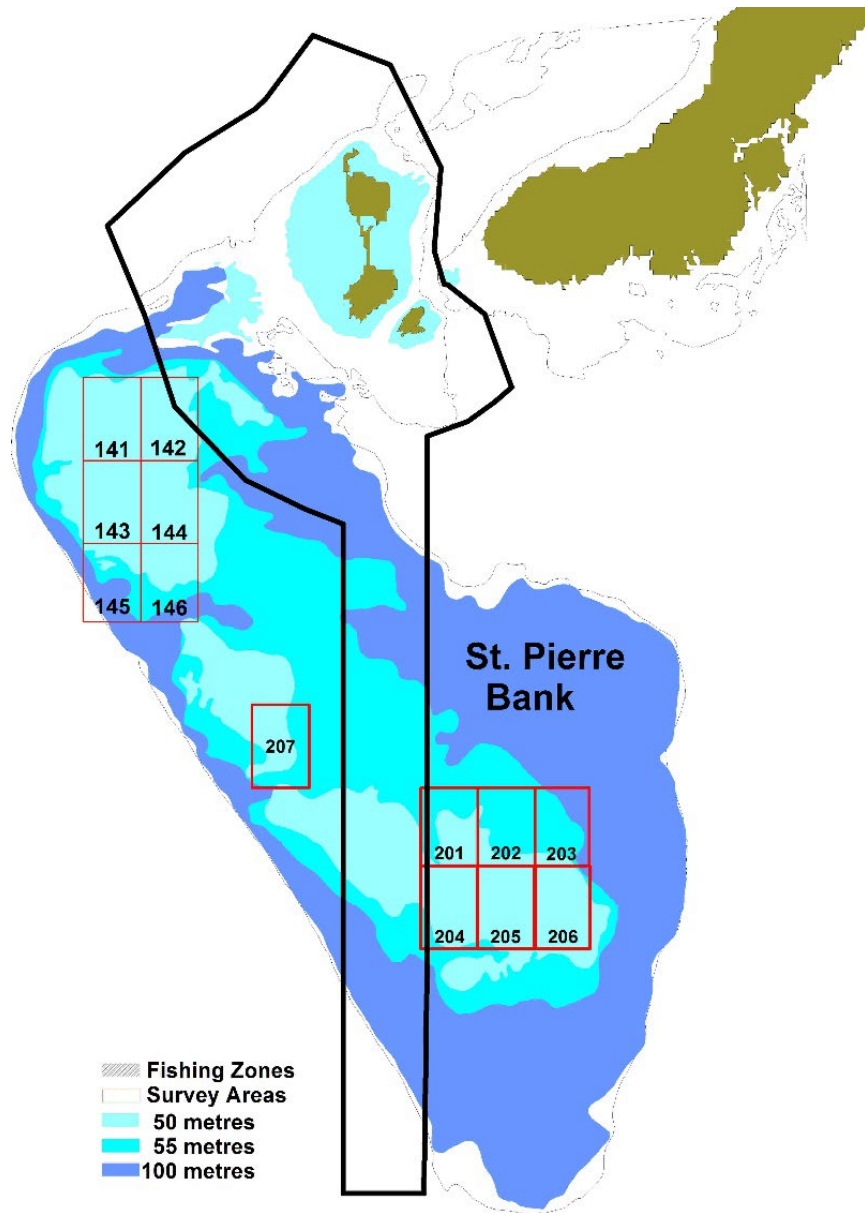 141 142
143 144
145 146
St. Pierre
Bank
207
201 202 203
204 205 206
Fishing Zones
Survey Areas
50 metres
55 metres
100 metres